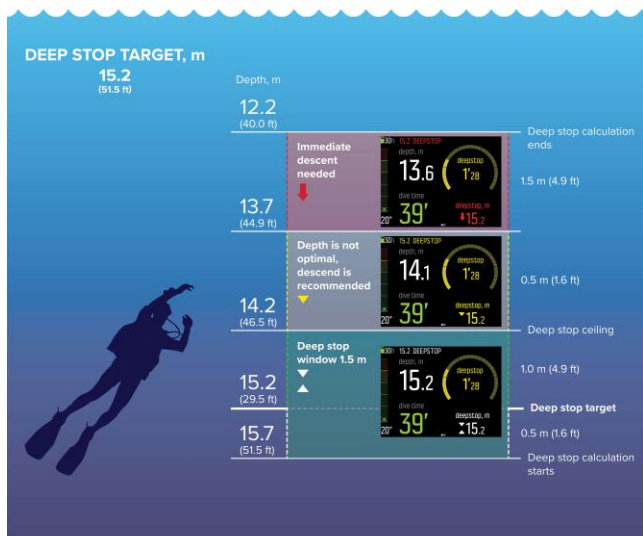 DEEP STOP TARGET, m
15.2
(51.5 ft)
Depth, m
12.2
(40.0 ft)
Deep stop calculation
ends
Immediate
descent
needed
30h 15.2 DEEPSTOP
depth, m
13.6
deepstop
1'28
dive time
39'
deepstop, m
15.2
20°
1.5 m (4.9 ft)
13.7
(44.9 ft)
Depth is not
optimal,
descend is
recommended
30h 15.2 DEEPSTOP
depth, m
14.1
deepstop
1'28
dive time
39'
deepstop, m
15.2
20°
0.5 m (1.6 ft)
14.2
(46.5 ft)
Deep stop ceiling
Deep stop
window 1.5 m
30h 15.2 DEEPSTOP
depth, m
15.2
deepstop
1'28
dive time
39'
deepstop, m
15.2
20°
1.0 m (4.9 ft)
15.2
(29.5 ft)
Deep stop target
0.5 m (1.6 ft)
15.7
(51.5 ft)
Deep stop calculation
starts